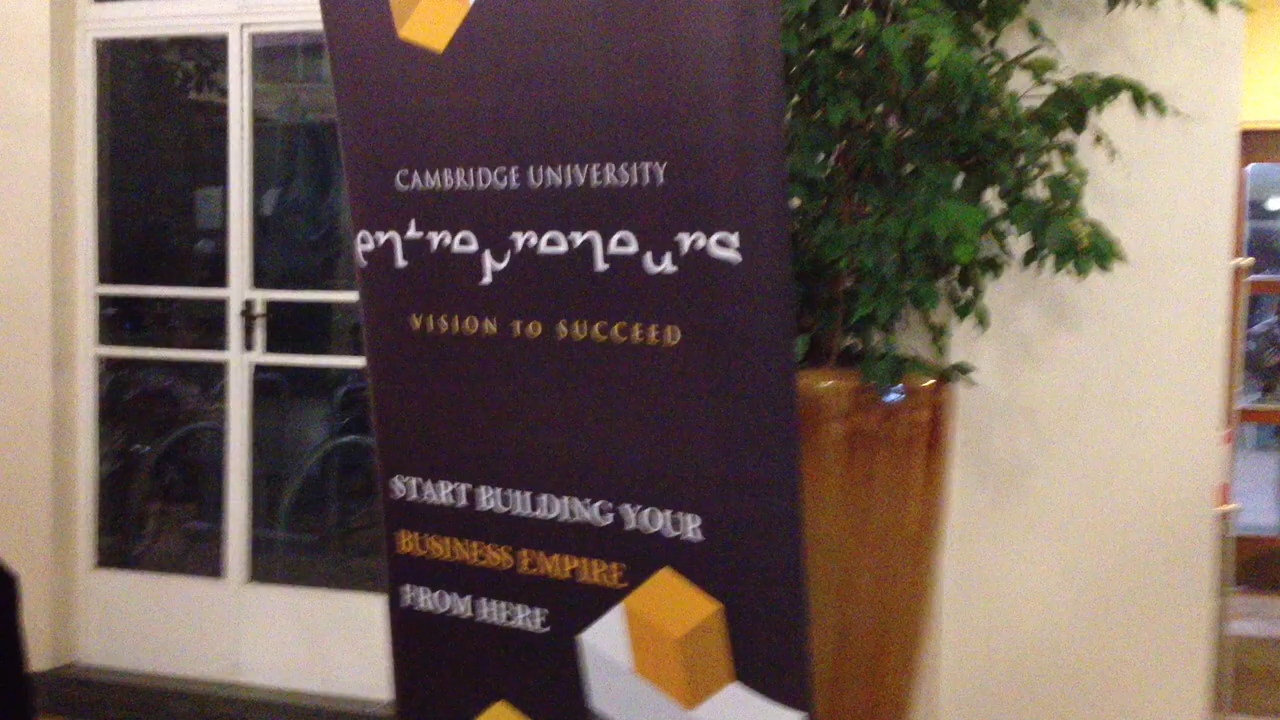 CAMBRIDGE UNIVERSITY
entrepreneurs
VISION TO SUCCEED
START BUILDING YOUR
BUSINESS EMPIRE
FROM HERE